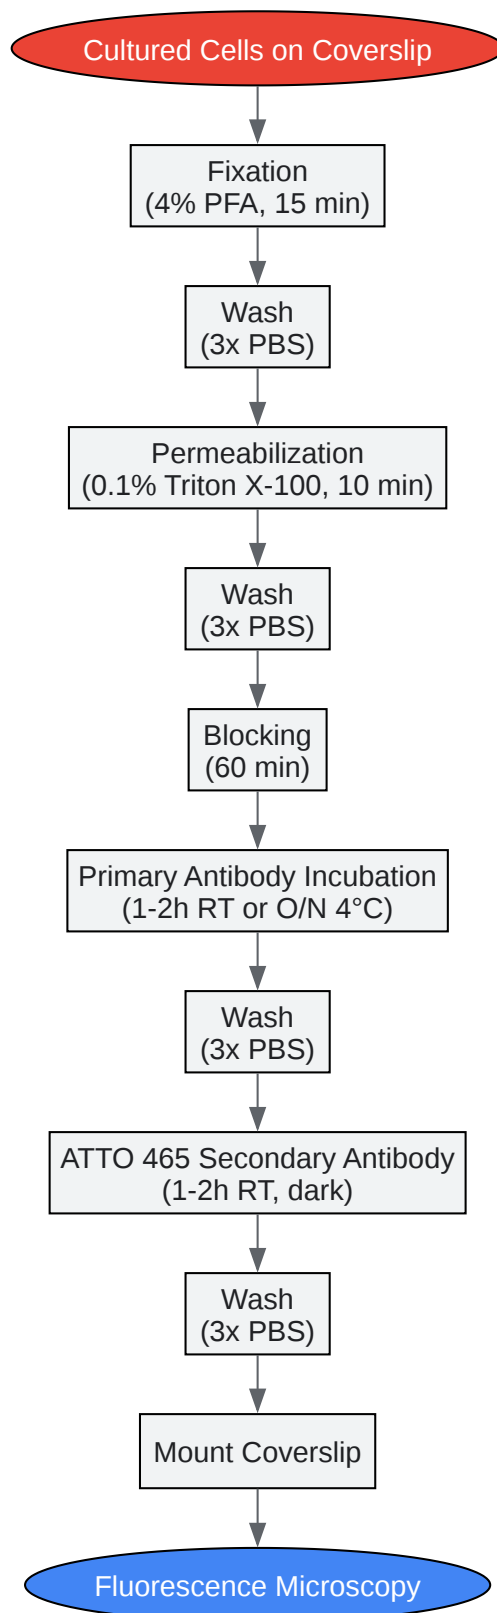 Cultured Cells on Coverslip
Fixation
(4% PFA, 15 min)
Wash
(3x PBS)
Permeabilization
(0.1% Triton X-100, 10 min)
Wash
(3x PBS)
Blocking
(60 min)
Primary Antibody Incubation
(1-2h RT or O/N 4°C)
Wash
(3x PBS)
ATTO 465 Secondary Antibody
(1-2h RT, dark)
Wash
(3x PBS)
Mount Coverslip
Fluorescence Microscopy